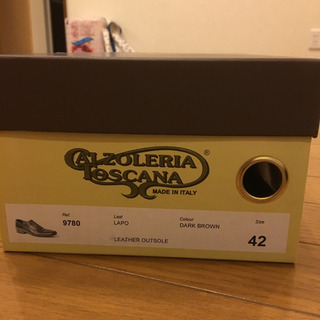 CALZOLERIA®
TOSCANA
MADE IN ITALY
Ref. Last Colour Size
9780 LAPO DARK BROWN 42
LEATHER OUTSOLE